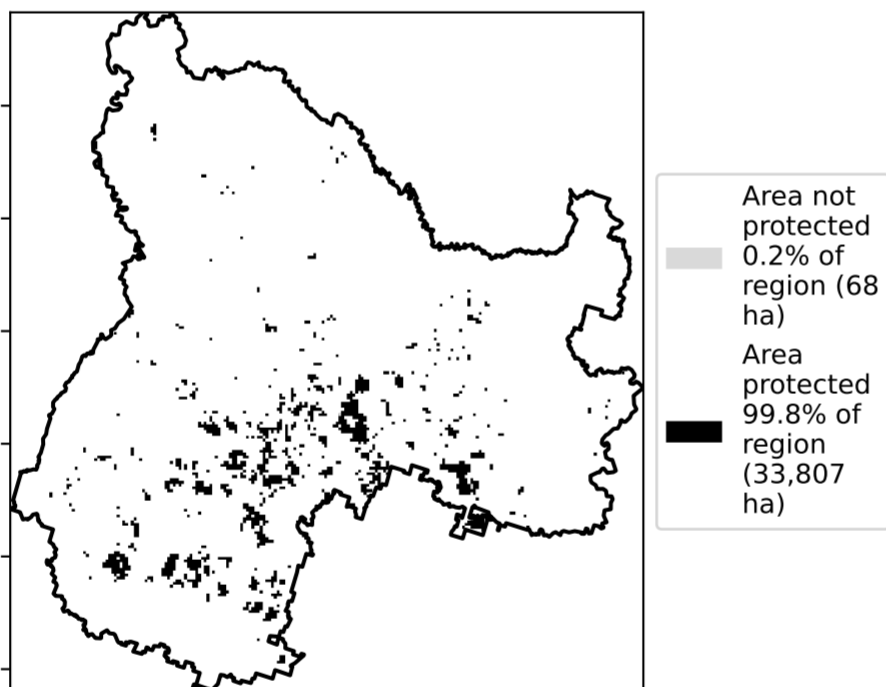 Area not
protected
0.2% of
region (68
ha)
Area
protected
99.8% of
region
(33,807
ha)